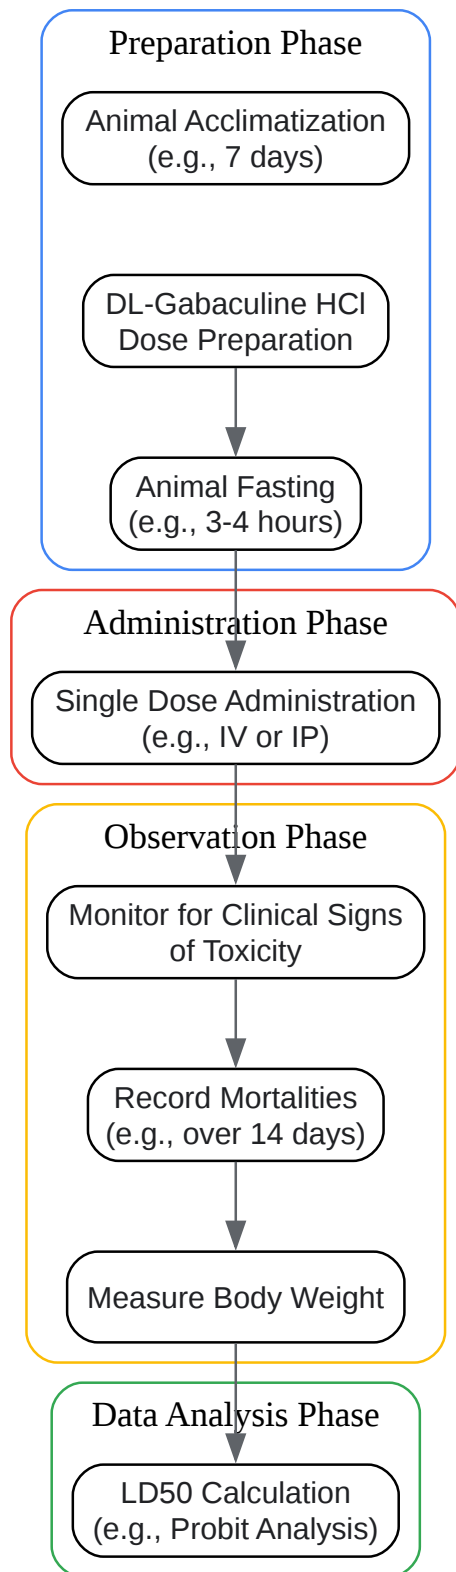 Preparation Phase
Animal Acclimatization
(e.g., 7 days)
DL-Gabaculine HCl
Dose Preparation
Animal Fasting
(e.g., 3-4 hours)
Administration Phase
Single Dose Administration
(e.g., IV or IP)
Observation Phase
Monitor for Clinical Signs
of Toxicity
Record Mortalities
(e.g., over 14 days)
Measure Body Weight
Data Analysis Phase
LD50 Calculation
(e.g., Probit Analysis)